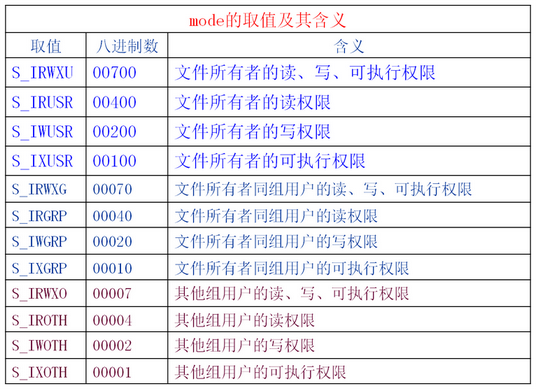 mode的取值及其含义
取值 八进制数 含义
S_IRWXU 00700 文件所有者的读、写、可执行权限
S_IRUSR 00400 文件所有者的读权限
S_IWUSR 00200 文件所有者的写权限
S_IXUSR 00100 文件所有者的可执行权限
S_IRWXG 00070 文件所有者同组用户的读、写、可执行权限
S_IRGRP 00040 文件所有者同组用户的读权限
S_IWGRP 00020 文件所有者同组用户的写权限
S_IXGRP 00010 文件所有者同组用户的可执行权限
S_IRWXO 00007 其他组用户的读、写、可执行权限
S_IROTH 00004 其他组用户的读权限
S_IWOTH 00002 其他组用户的写权限
S_IXOTH 00001 其他组用户的可执行权限